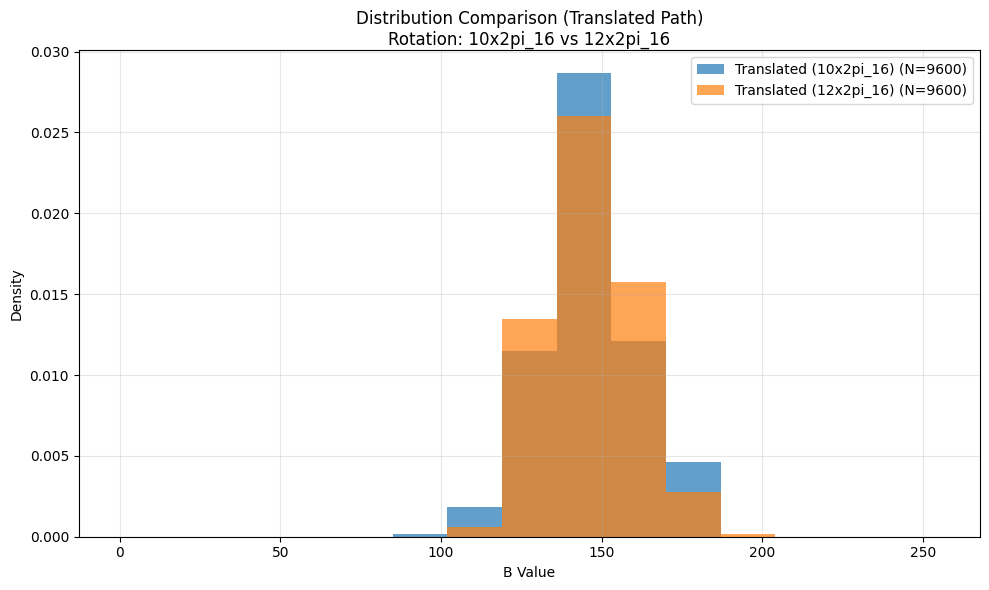 Distribution Comparison (Translated Path)
Rotation: 10x2pi_16 vs 12x2pi_16
Translated (10x2pi_16) (N=9600)
Translated (12x2pi_16) (N=9600)
Density
0.030
0.025
0.020
0.015
0.010
0.005
0.000
0 50 100 150 200 250
B Value